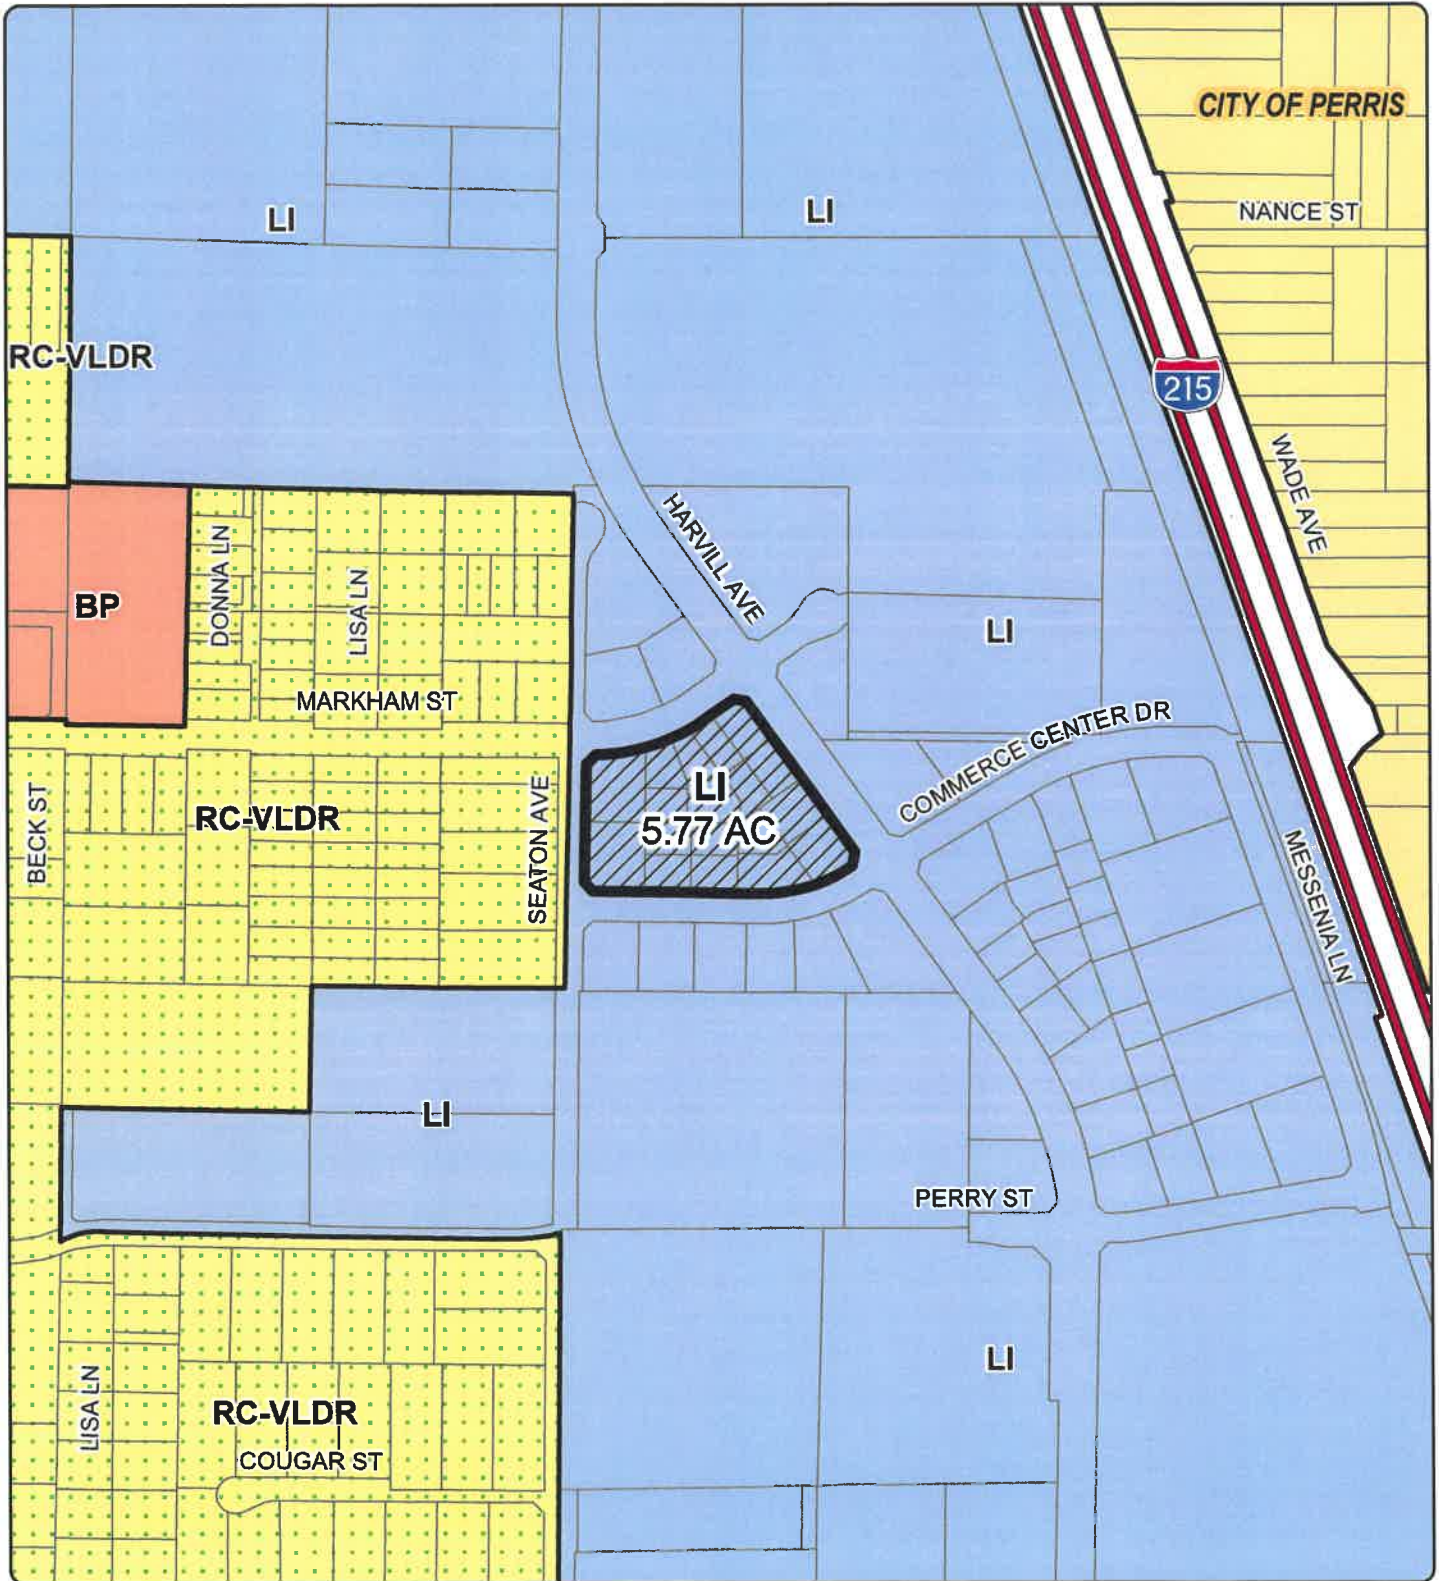 CITY OF PERRIS
NANCE ST
LI
LI
RC-VLDR
215
WADE AVE
HARVILL AVE
DONNA LN
LISA LN
BP
LI
MARKHAM ST
COMMERCE CENTER DR
LI
5.77 AC
RC-VLDR
BECK ST
SEATON AVE
MESSENIA LN
LI
PERRY ST
LI
LISA LN
RC-VLDR
COUGAR ST